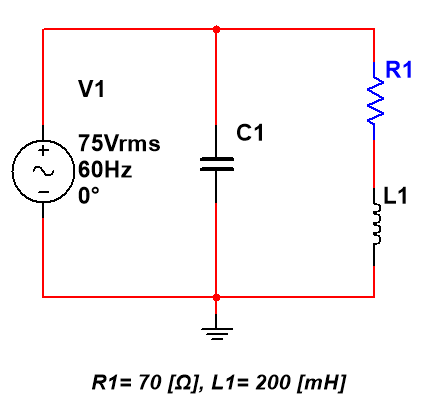 R1
V1
C1
75Vrms
60Hz
0°
L1
R1= 70 [Ω], L1= 200 [mH]